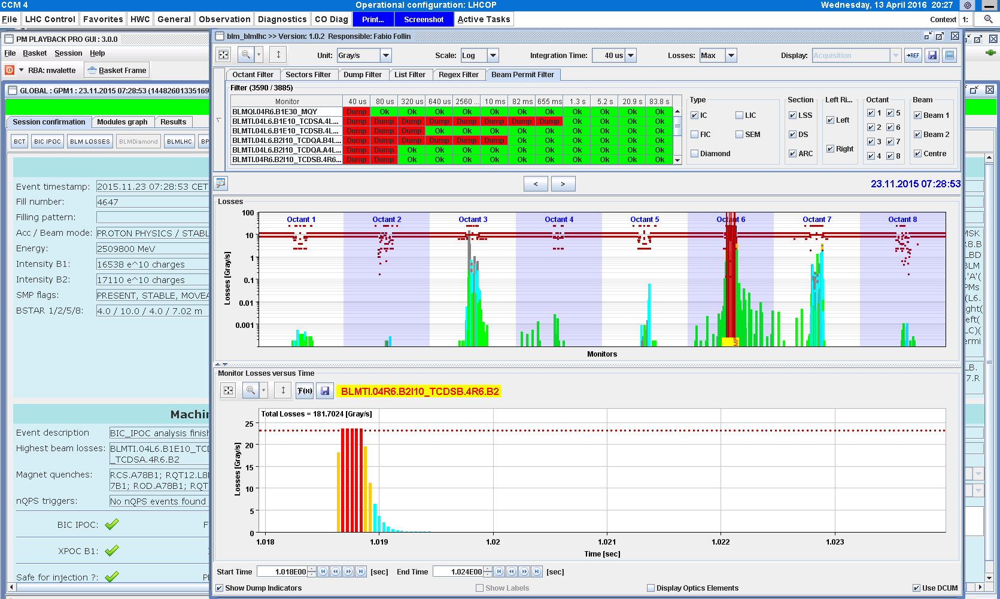 CCM 4
Operational configuration: LHCOP
Wednesday, 13 April 2016 20:27
File LHC Control Favorites HWC General Observation Diagnostics CO Diag Print... Screenshot Active Tasks Context 1:
PM PLAYBACK PRO GUI : 3.0.0
File Basket Session Help
RBA: mvalette Basket Frame
GLOBAL : GPM1 : 23.11.2015 07:28:53 (14482601335169
Session confirmation Modules graph Results
BCT BIC IPOC BLM LOSSES BLMDiamond BLMLHC BP
Event timestamp: 2015.11.23 07:28:53 CET
Fill number: 4647
Filling pattern:
Acc / Beam mode: PROTON PHYSICS / STABL
Energy: 2509800 MeV
Intensity B1: 16538 e^10 charges
Intensity B2: 17110 e^10 charges
SMP flags: PRESENT, STABLE, MOVEA
BSTAR 1/2/5/8: 4.0 / 10.0 / 4.0 / 7.02 m
Machin
Event description BIC_IPOC analysis finish
Highest beam losses: BLMTI.04L6.B1E10_TCD
_TCDSA.4R6.B2
Magnet quenches: RCS.A78B1; RQT12.L8
7B1; ROD.A78B1; RQT
nQPS triggers: No nQPS events found
BIC IPOC: F
XPOC B1:
Safe for injection ?: Pl
blm_blmlhc >> Version: 1.0.2 Responsible: Fabio Follin
Unit: Gray/s Scale: Log Integration Time: 40 us Losses: Max Display: Acquisition →REF
Octant Filter Sectors Filter Dump Filter List Filter Regex Filter Beam Permit Filter
Filter (3590 / 3885)
Monitor 40 us 80 us 320 us 640 us 2560 ... 10 ms 82 ms 655 ms 1.3 s 5.2 s 20.9 s 83.8 s
BLMQI.04R6.B1E30_MQY Dump Ok Ok Ok Ok Ok Ok Ok Ok Ok Ok Ok
BLMTI.04L6.B1E10_TCDSA.4L... Dump Dump Dump Dump Dump Dump Dump Dump Ok Ok Ok Ok
BLMTI.04L6.B1E10_TCDSB.4L... Dump Dump Dump Ok Ok Ok Ok Ok Ok Ok Ok Ok
BLMTI.04L6.B2I10_TCDQA.B4L... Dump Dump Dump Dump Dump Dump Ok Ok Ok Ok Ok Ok
BLMTI.04L6.B2I10_TCDQA.A4L... Dump Dump Ok Ok Ok Ok Ok Ok Ok Ok Ok Ok
BLMTI.04R6.B2I10_TCDSB.4R6... Dump Dump Ok Ok Ok Ok Ok Ok Ok Ok Ok Ok
Type
IC LIC
FIC SEM
Diamond
Section
LSS
DS
ARC
Left Ri...
Left
Right
Octant
1 5
2 6
3 7
4 8
Beam
Beam 1
Beam 2
Centre
< >
23.11.2015 07:28:53
Losses
Octant 1 Octant 2 Octant 3 Octant 4 Octant 5 Octant 6 Octant 7 Octant 8
100
10
1
0.1
0.01
0.001
Losses [Gray/s]
Monitors
Monitor Losses versus Time
F(x) BLMTI.04R6.B2I10_TCDSB.4R6.B2
Total Losses = 181.7024 [Gray/s]
25
20
15
10
5
0
Losses [Gray/s]
1.018 1.019 1.02 1.021 1.022 1.023
Time [sec]
Start Time 1.018E00 [sec] End Time 1.024E00 [sec]
Show Dump Indicators Show Labels Display Optics Elements Use DCUM
MSK
R8.B
LBD
BLM
.'A'(
PMs
(L6.
ght(
eft(
_C)(
ermi
_B.
7.R